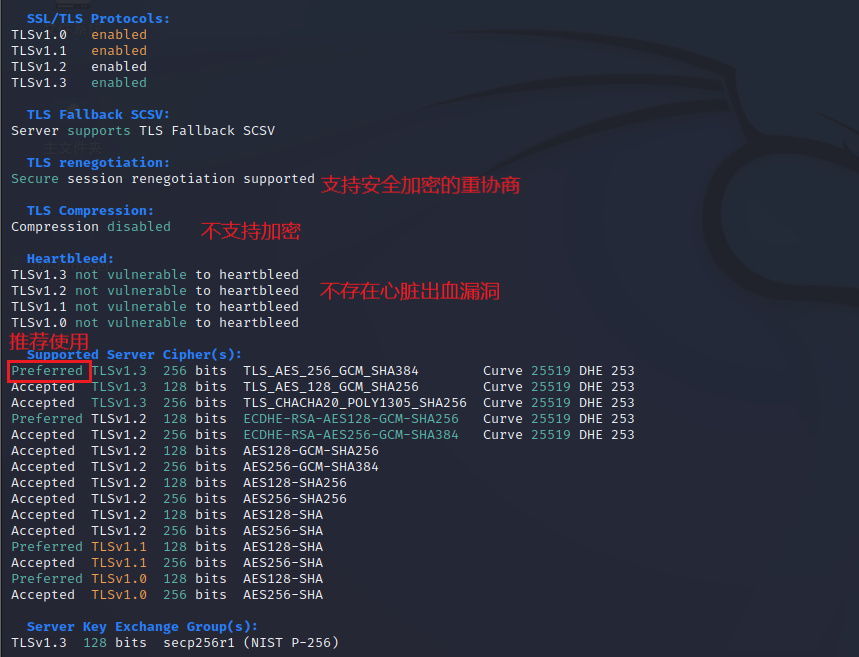 SSL/TLS Protocols:
TLSv1.0 enabled
TLSv1.1 enabled
TLSv1.2 enabled
TLSv1.3 enabled
TLS Fallback SCSV:
Server supports TLS Fallback SCSV
主文件夹
TLS renegotiation:
Secure session renegotiation supported 支持安全加密的重协商
TLS Compression:
Compression disabled 不支持加密
Heartbleed:
TLSv1.3 not vulnerable to heartbleed
TLSv1.2 not vulnerable to heartbleed 不存在心脏出血漏洞
TLSv1.1 not vulnerable to heartbleed
TLSv1.0 not vulnerable to heartbleed
推荐使用
Supported Server Cipher(s):
Preferred TLSv1.3 256 bits TLS_AES_256_GCM_SHA384 Curve 25519 DHE 253
Accepted TLSv1.3 128 bits TLS_AES_128_GCM_SHA256 Curve 25519 DHE 253
Accepted TLSv1.3 256 bits TLS_CHACHA20_POLY1305_SHA256 Curve 25519 DHE 253
Preferred TLSv1.2 128 bits ECDHE-RSA-AES128-GCM-SHA256 Curve 25519 DHE 253
Accepted TLSv1.2 256 bits ECDHE-RSA-AES256-GCM-SHA384 Curve 25519 DHE 253
Accepted TLSv1.2 128 bits AES128-GCM-SHA256
Accepted TLSv1.2 256 bits AES256-GCM-SHA384
Accepted TLSv1.2 128 bits AES128-SHA256
Accepted TLSv1.2 256 bits AES256-SHA256
Accepted TLSv1.2 128 bits AES128-SHA
Accepted TLSv1.2 256 bits AES256-SHA
Preferred TLSv1.1 128 bits AES128-SHA
Accepted TLSv1.1 256 bits AES256-SHA
Preferred TLSv1.0 128 bits AES128-SHA
Accepted TLSv1.0 256 bits AES256-SHA
Server Key Exchange Group(s):
TLSv1.3 128 bits secp256r1 (NIST P-256)